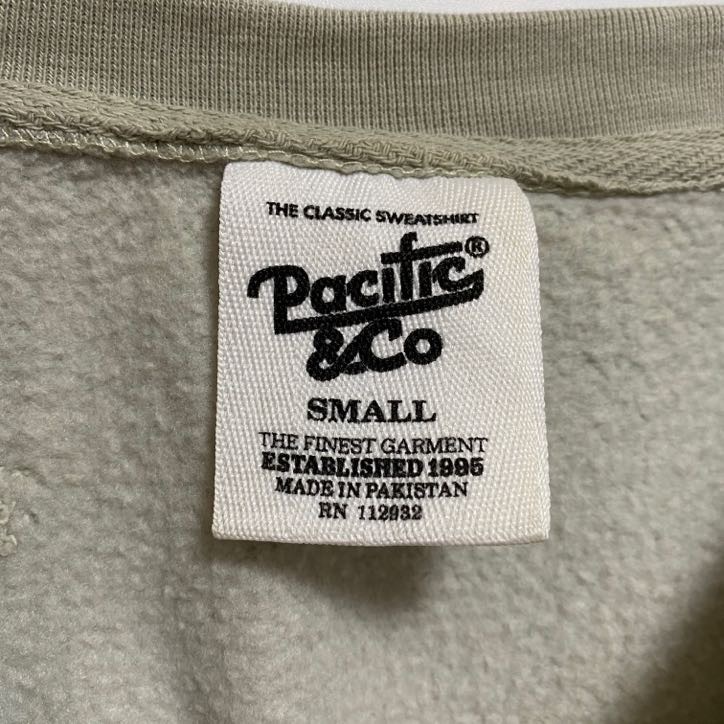 THE CLASSIC SWEATSHIRT
Pacific®
&Co
SMALL
THE FINEST GARMENT
ESTABLISHED 1995
MADE IN PAKISTAN
RN 112932